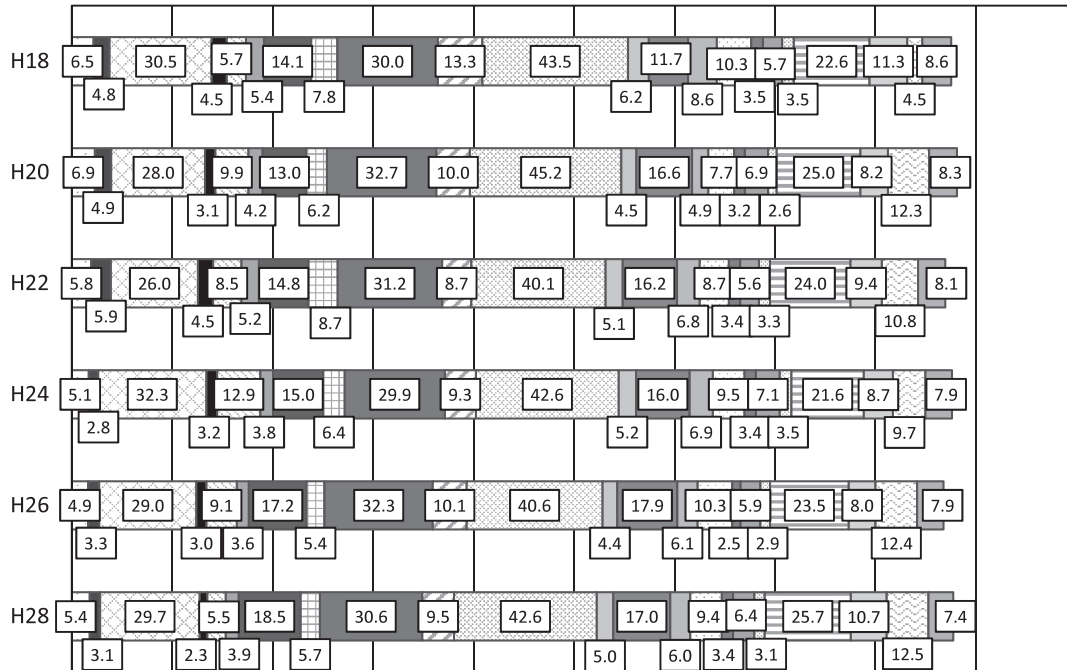 H18 6.5 30.5 5.7 14.1 30.0 13.3 43.5 11.7 10.3 5.7 22.6 11.3 8.6
4.8 4.5 5.4 7.8 6.2 8.6 3.5 3.5 4.5
H20 6.9 28.0 9.9 13.0 32.7 10.0 45.2 16.6 7.7 6.9 25.0 8.2 8.3
4.9 3.1 4.2 6.2 4.5 4.9 3.2 2.6 12.3
H22 5.8 26.0 8.5 14.8 31.2 8.7 40.1 16.2 8.7 5.6 24.0 9.4 8.1
5.9 4.5 5.2 8.7 5.1 6.8 3.4 3.3 10.8
H24 5.1 32.3 12.9 15.0 29.9 9.3 42.6 16.0 9.5 7.1 21.6 8.7 7.9
2.8 3.2 3.8 6.4 5.2 6.9 3.4 3.5 9.7
H26 4.9 29.0 9.1 17.2 32.3 10.1 40.6 17.9 10.3 5.9 23.5 8.0 7.9
3.3 3.0 3.6 5.4 4.4 6.1 2.5 2.9 12.4
H28 5.4 29.7 5.5 18.5 30.6 9.5 42.6 17.0 9.4 6.4 25.7 10.7 7.4
3.1 2.3 3.9 5.7 5.0 6.0 3.4 3.1 12.5